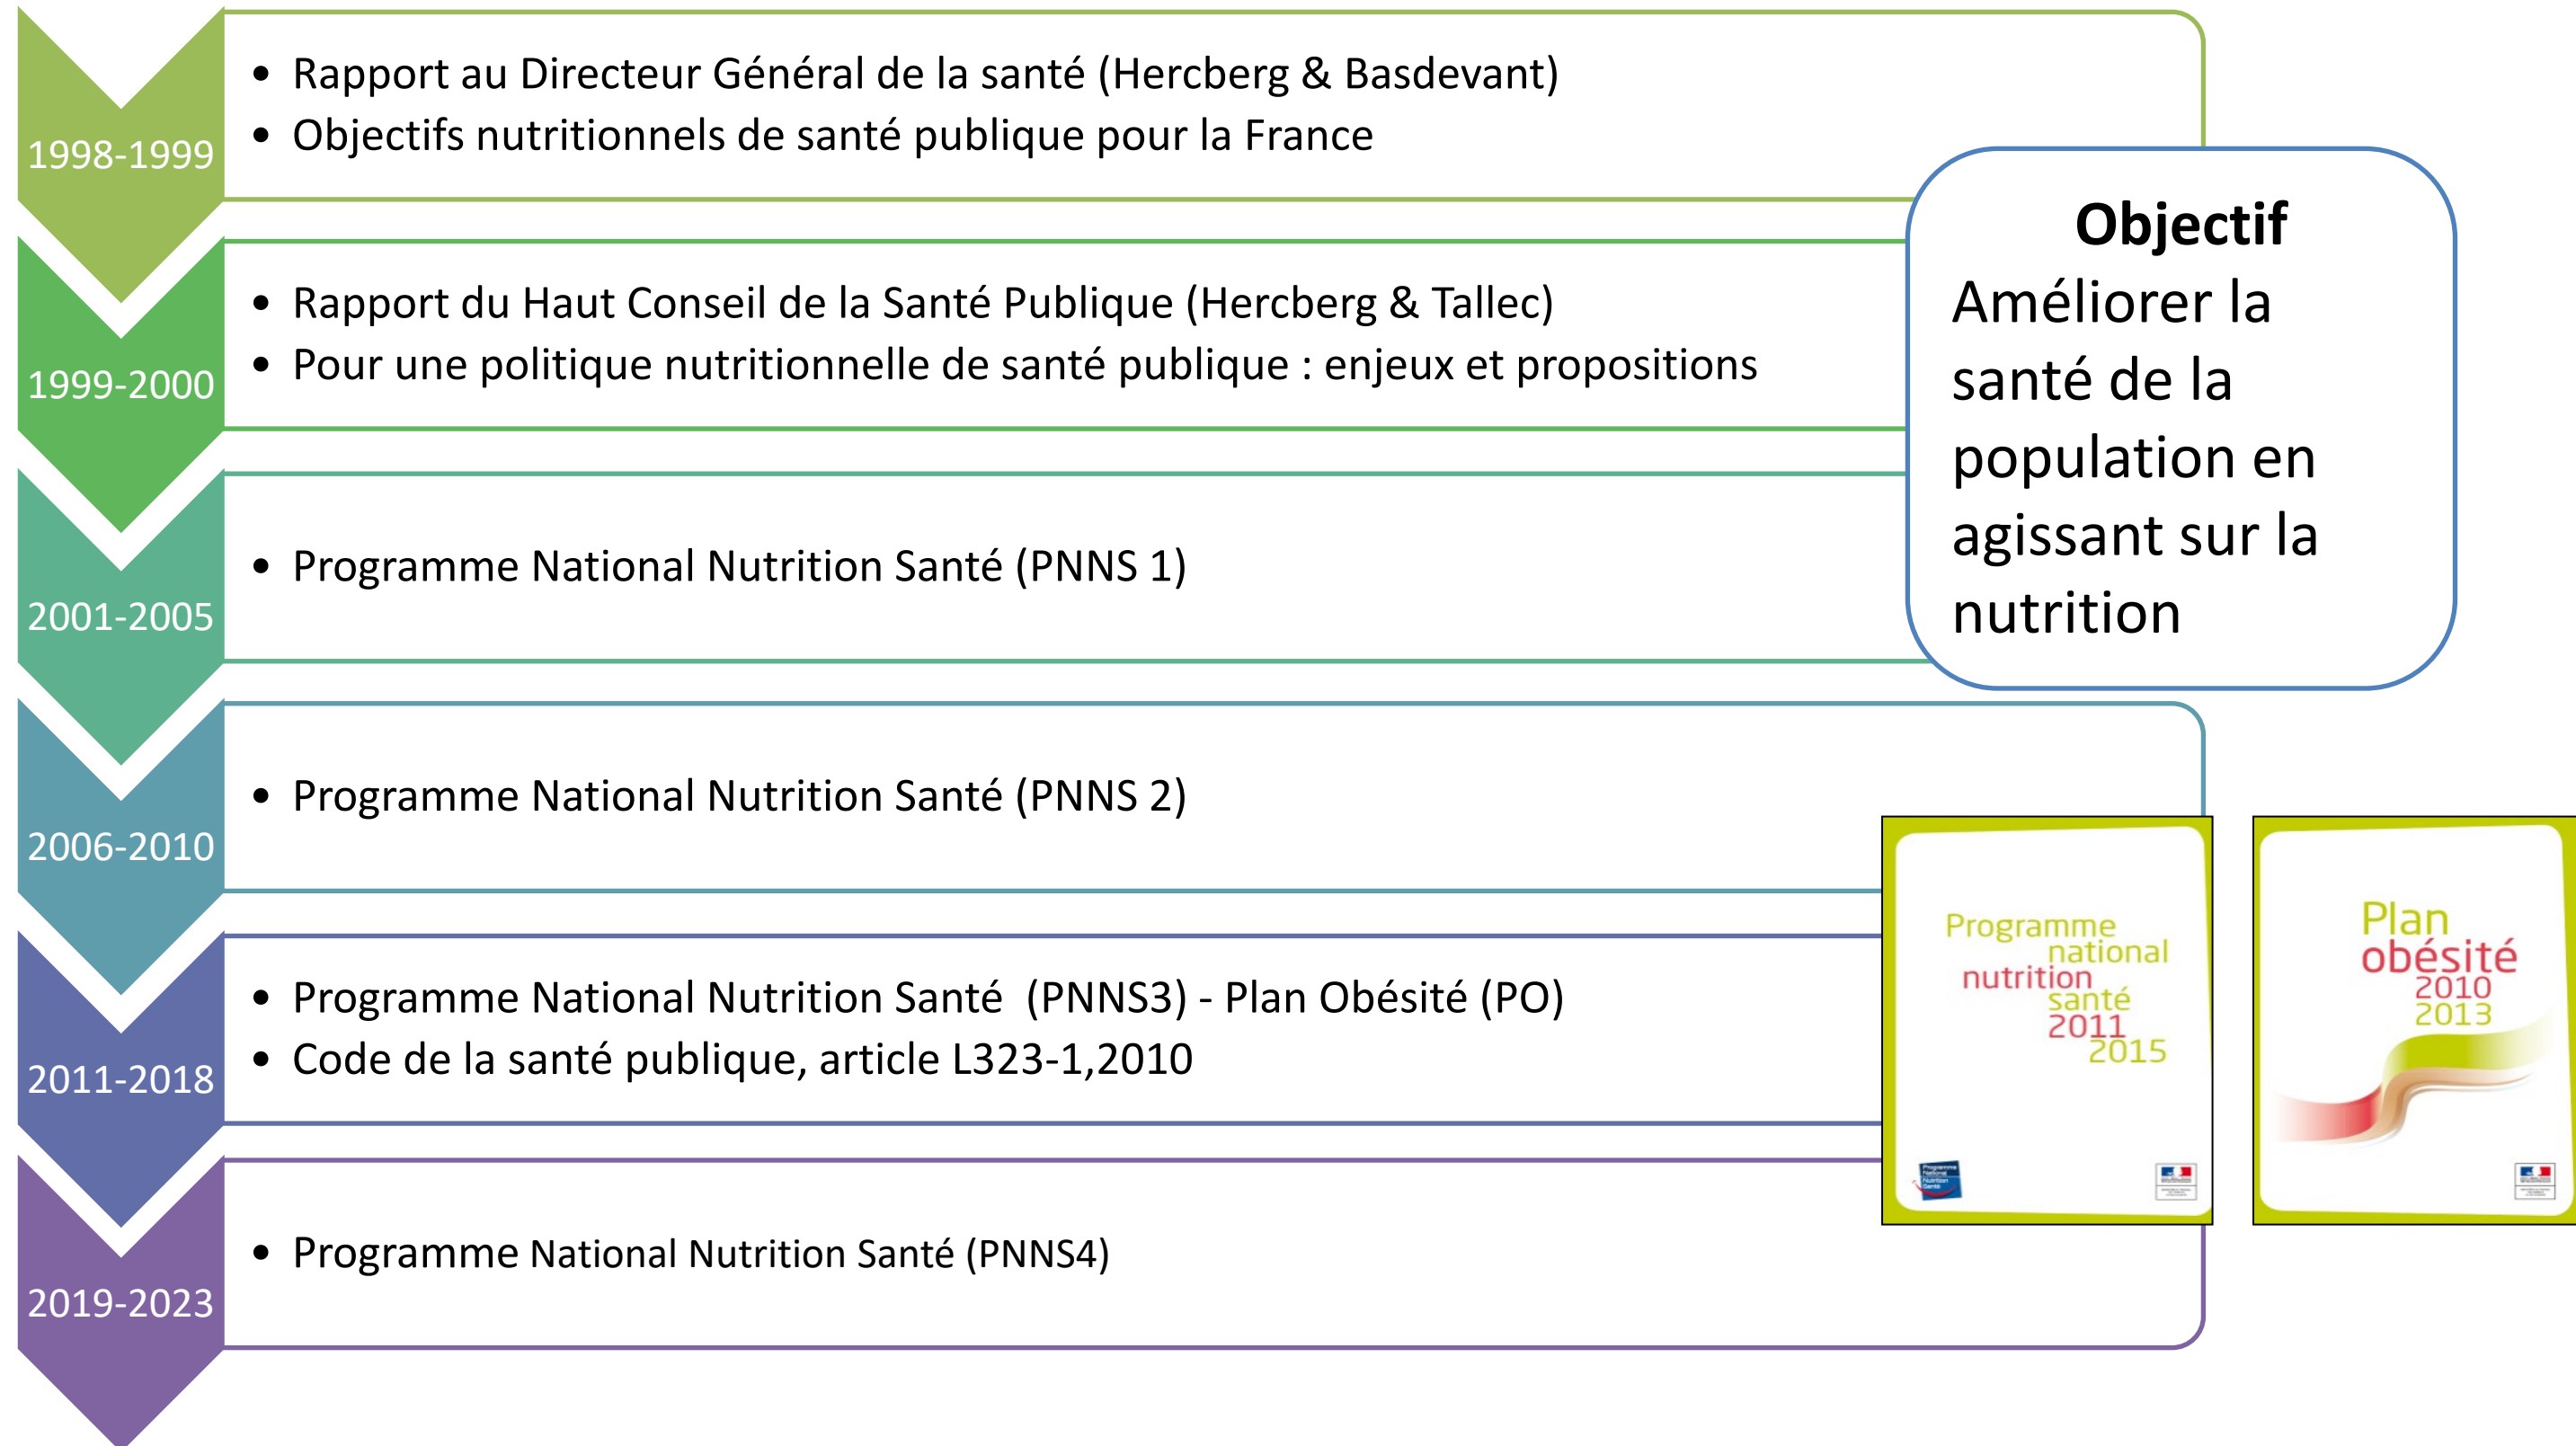 1998-1999
• Rapport au Directeur Général de la santé (Hercberg & Basdevant)
• Objectifs nutritionnels de santé publique pour la France
1999-2000
• Rapport du Haut Conseil de la Santé Publique (Hercberg & Tallec)
• Pour une politique nutritionnelle de santé publique : enjeux et propositions
2001-2005
• Programme National Nutrition Santé (PNNS 1)
2006-2010
• Programme National Nutrition Santé (PNNS 2)
2011-2018
• Programme National Nutrition Santé  (PNNS3) - Plan Obésité (PO)
• Code de la santé publique, article L323-1,2010
2019-2023
• Programme National Nutrition Santé (PNNS4)
Objectif
Améliorer la
santé de la
population en
agissant sur la
nutrition
Programme
national
nutrition
santé
2011
2015
Programme
National
Nutrition
Santé
Plan
obésité
2010
2013